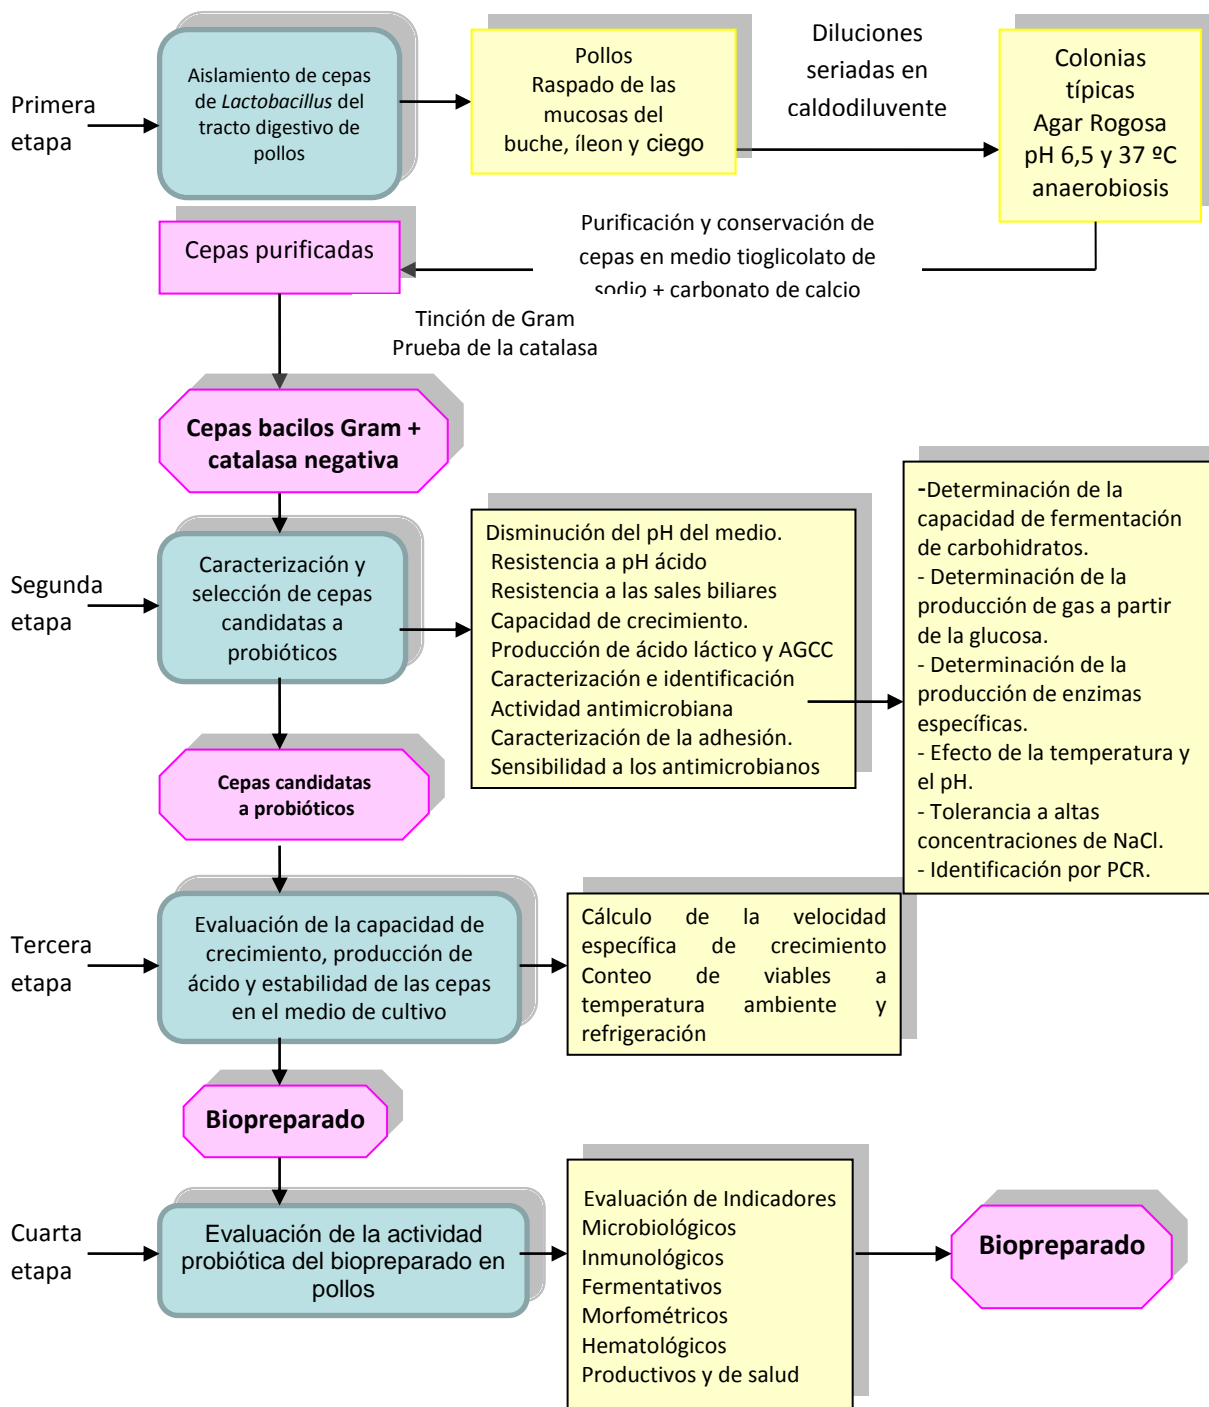 Primera
etapa
Aislamiento de cepas
de Lactobacillus del
tracto digestivo de
pollos
Pollos
Raspado de las
mucosas del
buche, íleon y ciego
Diluciones
seriadas en
caldodiluvente
Colonias
típicas
Agar Rogosa
pH 6,5 y 37 ºC
anaerobiosis
Cepas purificadas
Purificación y conservación de
cepas en medio tioglicolato de
sodio + carbonato de calcio
Tinción de Gram
Prueba de la catalasa
Cepas bacilos Gram +
catalasa negativa
Segunda
etapa
Caracterización y
selección de cepas
candidatas a
probióticos
Disminución del pH del medio.
Resistencia a pH ácido
Resistencia a las sales biliares
Capacidad de crecimiento.
Producción de ácido láctico y AGCC
Caracterización e identificación
Actividad antimicrobiana
Caracterización de la adhesión.
Sensibilidad a los antimicrobianos
-Determinación de la
capacidad de fermentación
de carbohidratos.
- Determinación de la
producción de gas a partir
de la glucosa.
- Determinación de la
producción de enzimas
específicas.
- Efecto de la temperatura y
el pH.
- Tolerancia a altas
concentraciones de NaCl.
- Identificación por PCR.
Cepas candidatas
a probióticos
Tercera
etapa
Evaluación de la capacidad de
crecimiento, producción de
ácido y estabilidad de las cepas
en el medio de cultivo
Cálculo de la velocidad
específica de crecimiento
Conteo de viables a
temperatura ambiente y
refrigeración
Biopreparado
Cuarta
etapa
Evaluación de la actividad
probiótica del biopreparado en
pollos
Evaluación de Indicadores
Microbiológicos
Inmunológicos
Fermentativos
Morfométricos
Hematológicos
Productivos y de salud
Biopreparado